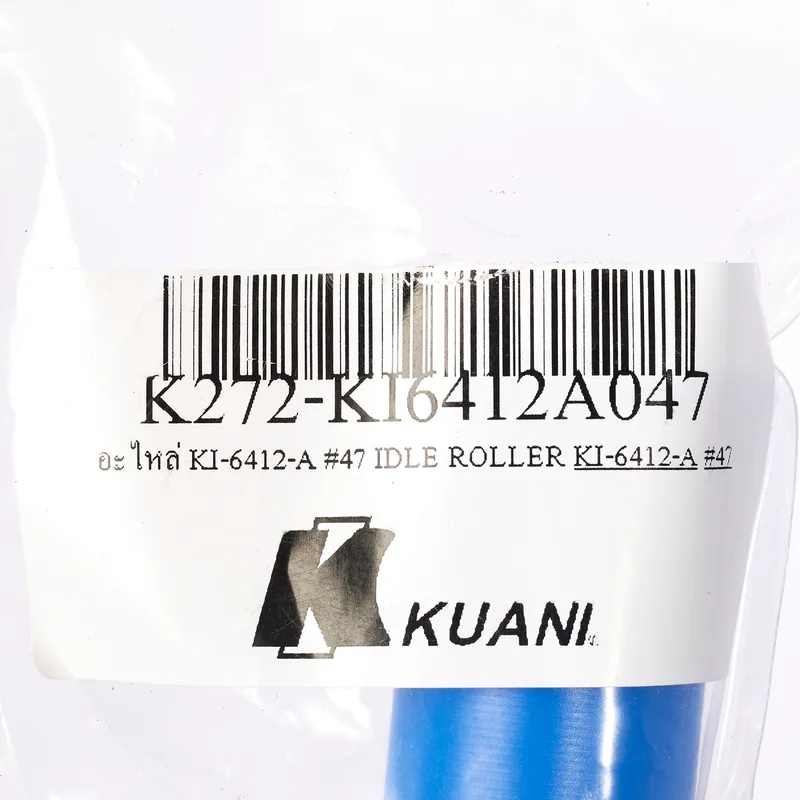 K272-KI6412A047
อะไหล่ KI-6412-A #47 IDLE ROLLER KI-6412-A #47
KUANI